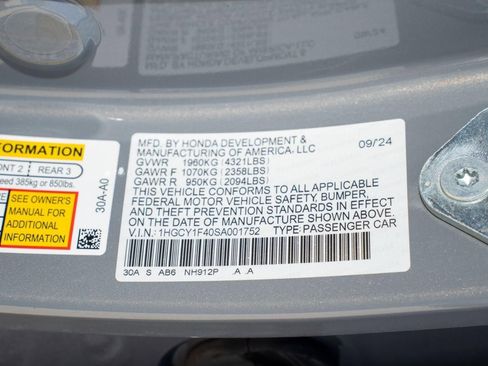 FORMATION
ONT 2 REAR 3
eed 385kg or 850lbs.
SEE OWNER'S
MANUAL FOR
ADDITIONAL
INFORMATION
30A-A0
MFD. BY HONDA DEVELOPMENT & 09/24
MANUFACTURING OF AMERICA, LLC
GVWR 1960KG (4321LBS)
GAWR F 1070KG (2358LBS)
GAWR R 950KG (2094LBS)
THIS VEHICLE CONFORMS TO ALL APPLICABLE
FEDERAL MOTOR VEHICLE SAFETY, BUMPER,
AND THEFT PREVENTION STANDARDS IN EFFECT
ON THE DATE OF MANUFACTURE SHOWN ABOVE.
V.I.N: 1HGCY1F40SA001752 TYPE:PASSENGER CAR
30A S AB6 NH912P .A .A